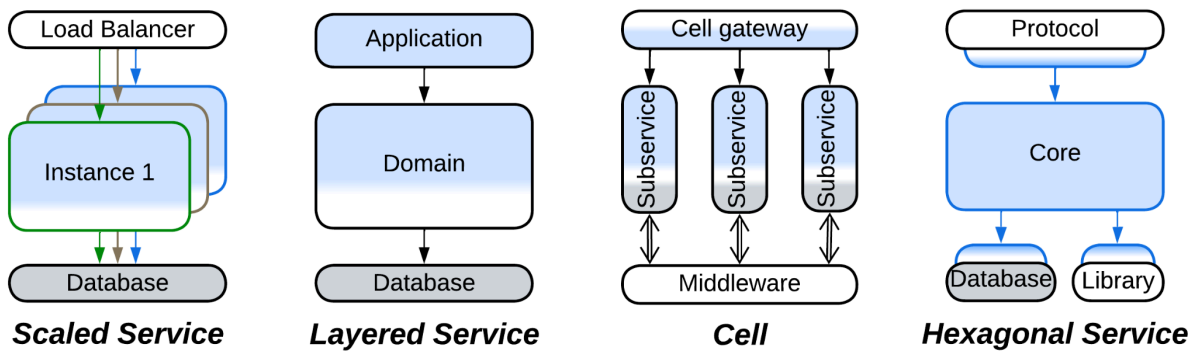 Load Balancer
Instance 1
Database
Scaled Service
Application
Domain
Database
Layered Service
Cell gateway
Subservice
Subservice
Subservice
Middleware
Cell
Protocol
Core
Database
Library
Hexagonal Service